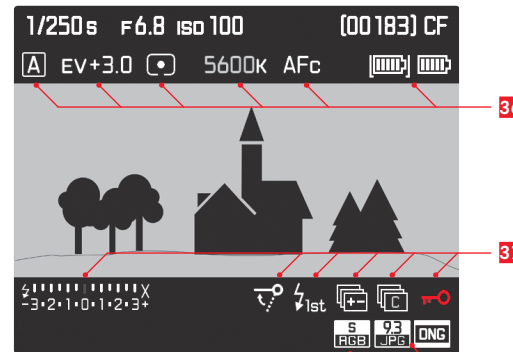 1/250 s F6.8 ISO 100 [00183] CF
A EV+3.0 5600K AFc
3
3
X
-3·2·1·0·1·2·3+
1st +- C
S RGB 9.3 JPG DNG